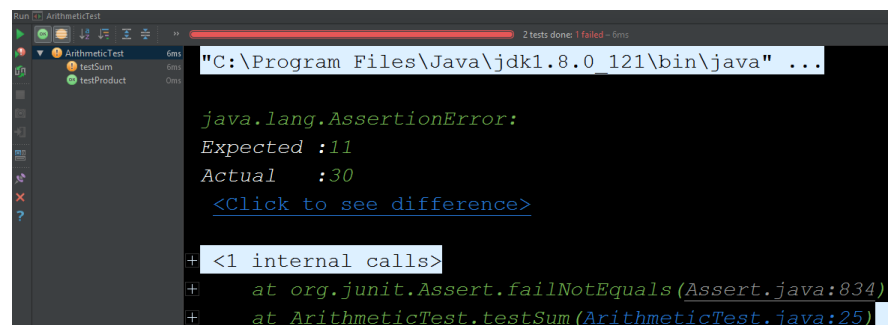 Run ArithmeticTest
2 tests done: 1 failed – 6ms
ArithmeticTest 6ms
testSum 6ms
testProduct 0ms
"C:\Program Files\Java\jdk1.8.0_121\bin\java" ...
java.lang.AssertionError:
Expected :11
Actual :30
<Click to see difference>
<1 internal calls>
at org.junit.Assert.failNotEquals(Assert.java:834)
at ArithmeticTest.testSum(ArithmeticTest.java:25)